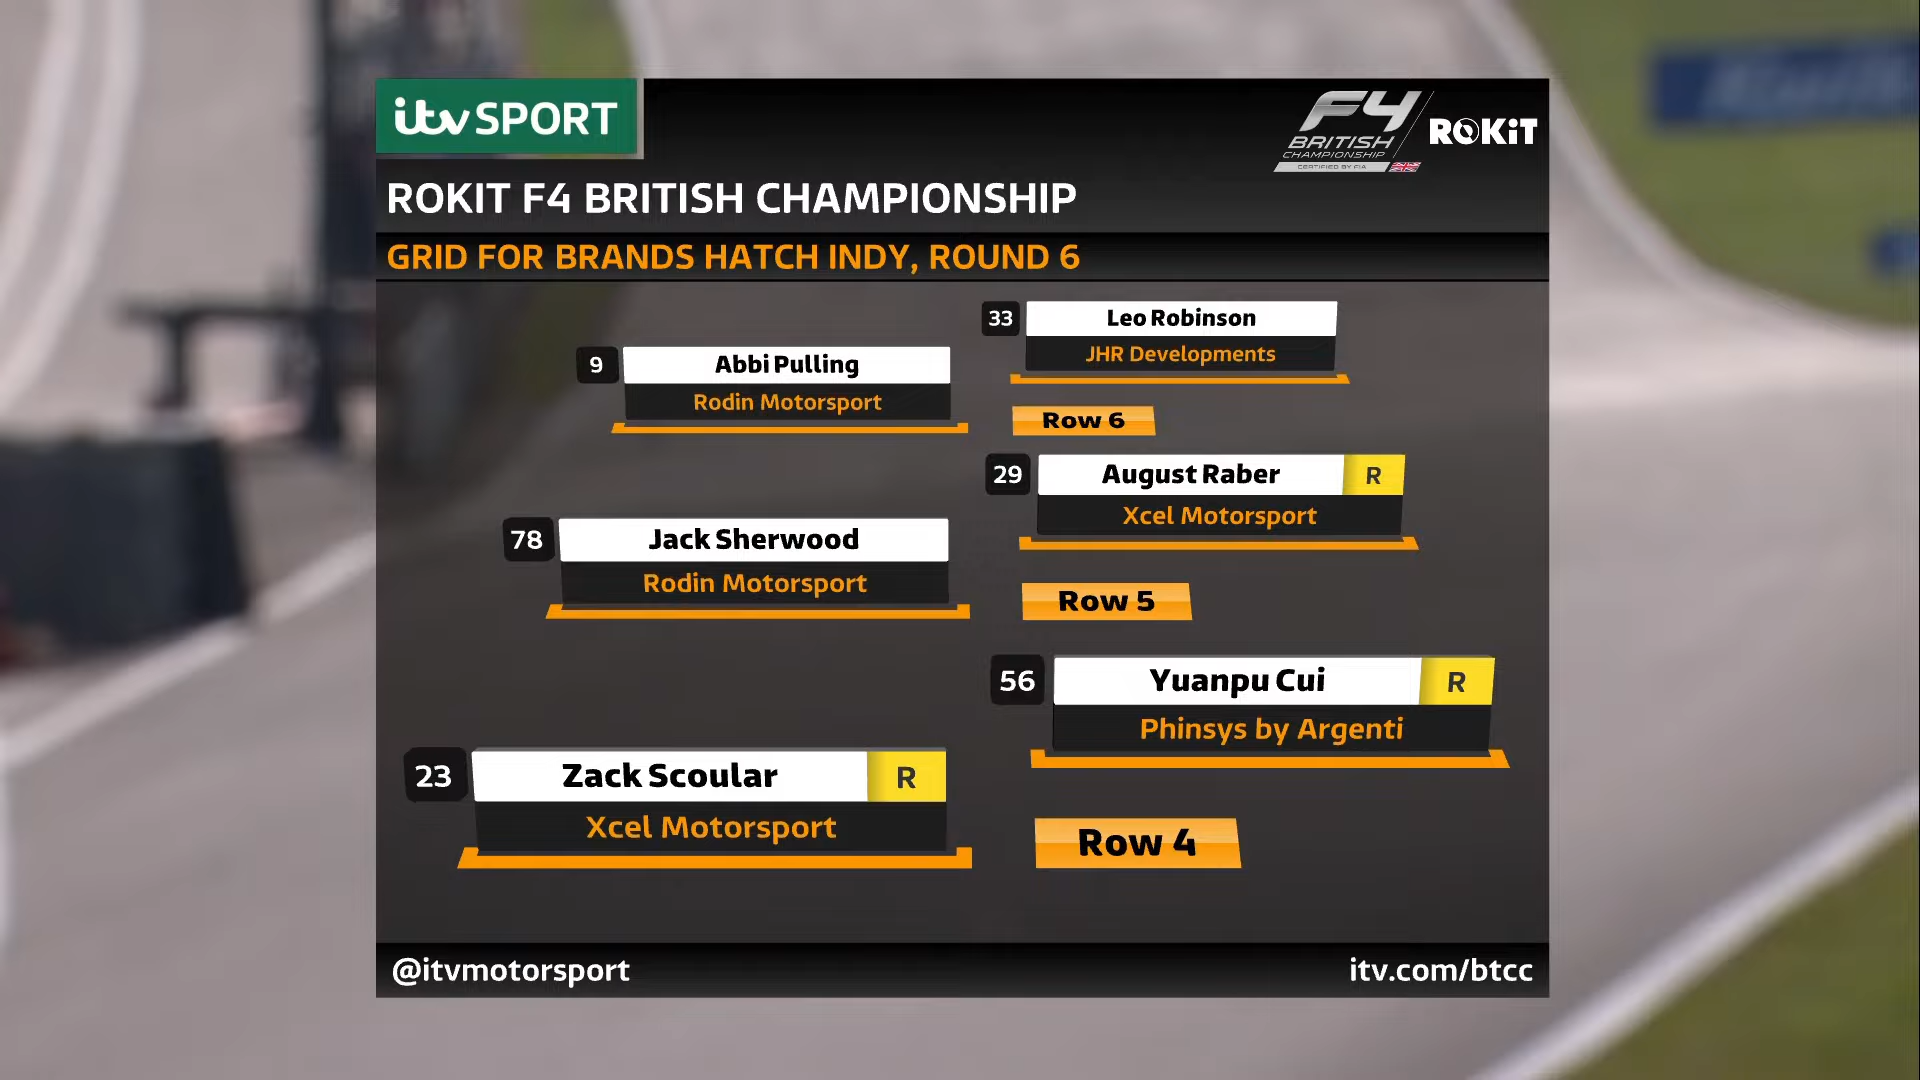 itv SPORT
F4
BRITISH
CHAMPIONSHIP
CERTIFIED BY FIA
ROKiT
ROKIT F4 BRITISH CHAMPIONSHIP
GRID FOR BRANDS HATCH INDY, ROUND 6
33 Leo Robinson
JHR Developments
9 Abbi Pulling
Rodin Motorsport
Row 6
29 August Raber R
Xcel Motorsport
78 Jack Sherwood
Rodin Motorsport
Row 5
56 Yuanpu Cui R
Phinsys by Argenti
23 Zack Scoular R
Xcel Motorsport
Row 4
@itvmotorsport
itv.com/btcc